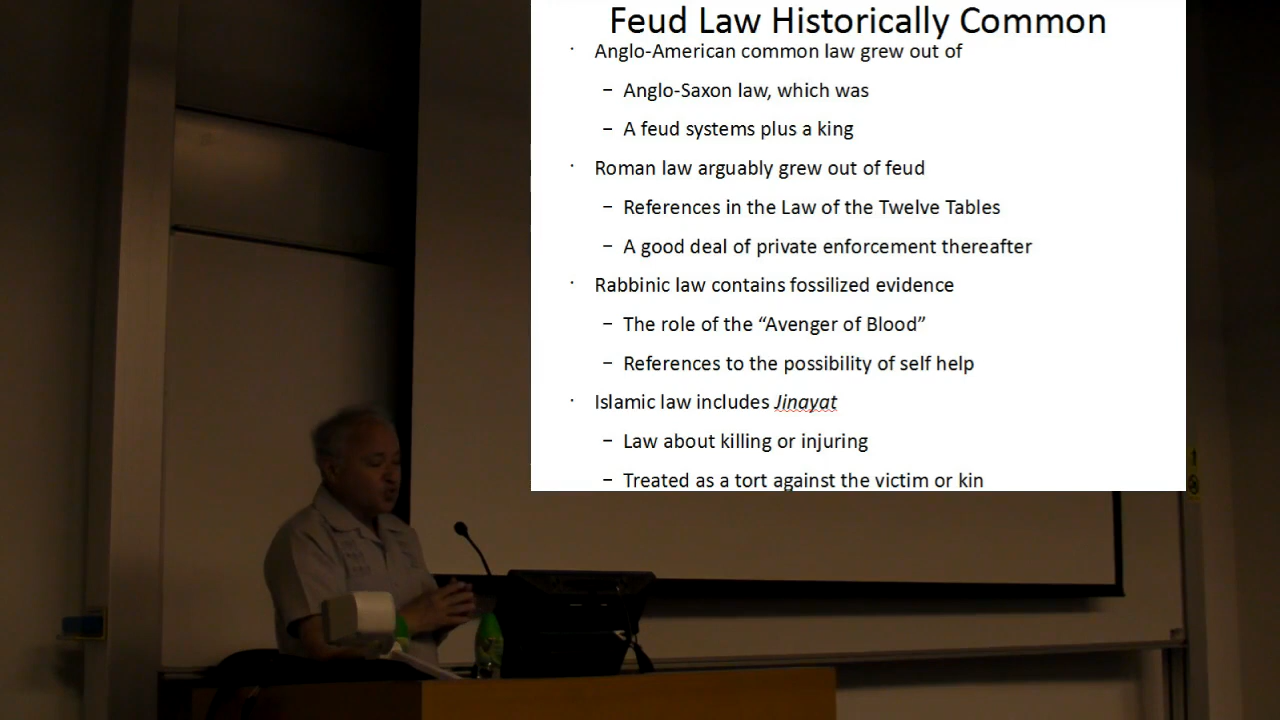 Feud Law Historically Common
· Anglo-American common law grew out of
– Anglo-Saxon law, which was
– A feud systems plus a king
· Roman law arguably grew out of feud
– References in the Law of the Twelve Tables
– A good deal of private enforcement thereafter
· Rabbinic law contains fossilized evidence
– The role of the “Avenger of Blood”
– References to the possibility of self help
· Islamic law includes Jinayat
– Law about killing or injuring
– Treated as a tort against the victim or kin